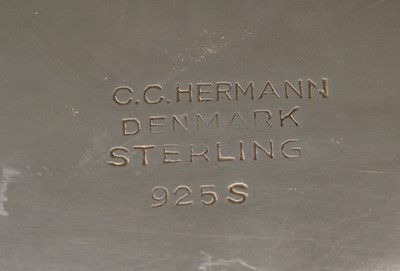 C.C.HERMANN
DENMARK
STERLING
925S